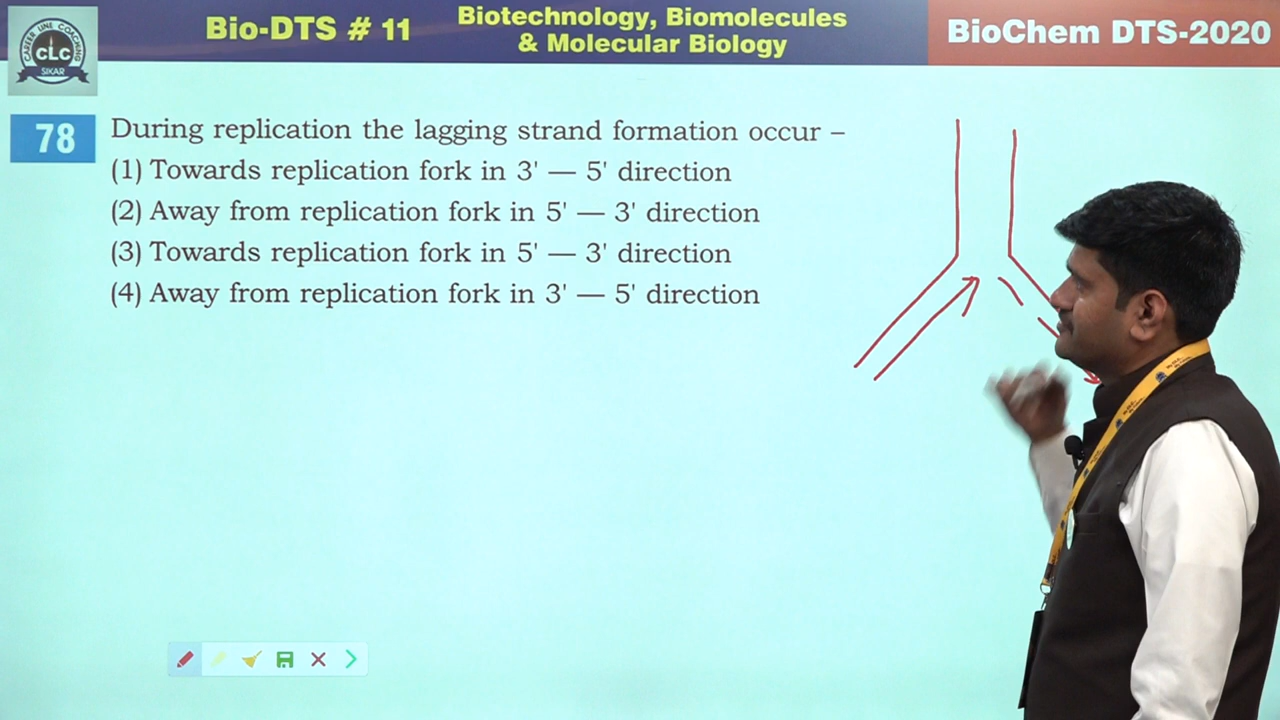 Bio-DTS # 11
Biotechnology, Biomolecules
& Molecular Biology
BioChem DTS-2020
CAREER LINE COACHING
CLC
SIKAR
78
During replication the lagging strand formation occur –
(1) Towards replication fork in 3' — 5' direction
(2) Away from replication fork in 5' — 3' direction
(3) Towards replication fork in 5' — 3' direction
(4) Away from replication fork in 3' — 5' direction